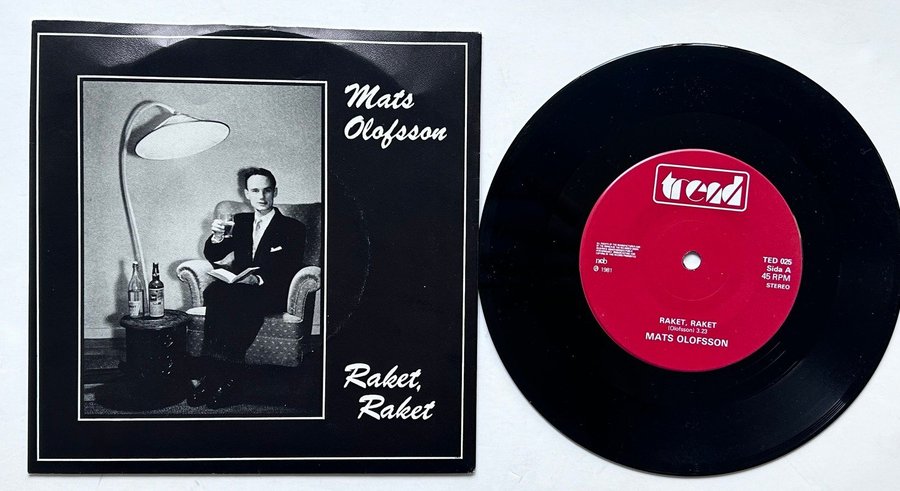 Mats
Olofsson
Raket,
Raket
trend
ncb
℗ 1981
TED 025
Sida A
45 RPM
STEREO
RAKET, RAKET
(Olofsson) 3.23
MATS OLOFSSON